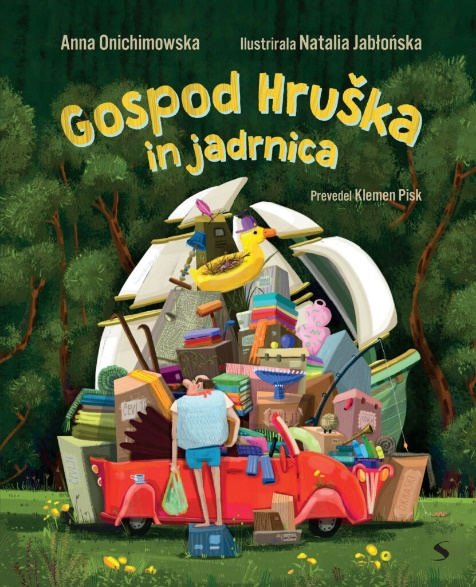 Anna Onichimowska
Ilustrirala Natalia Jabłońska
Gospod Hruška
in jadrnica
Prevedel Klemen Pisk
S